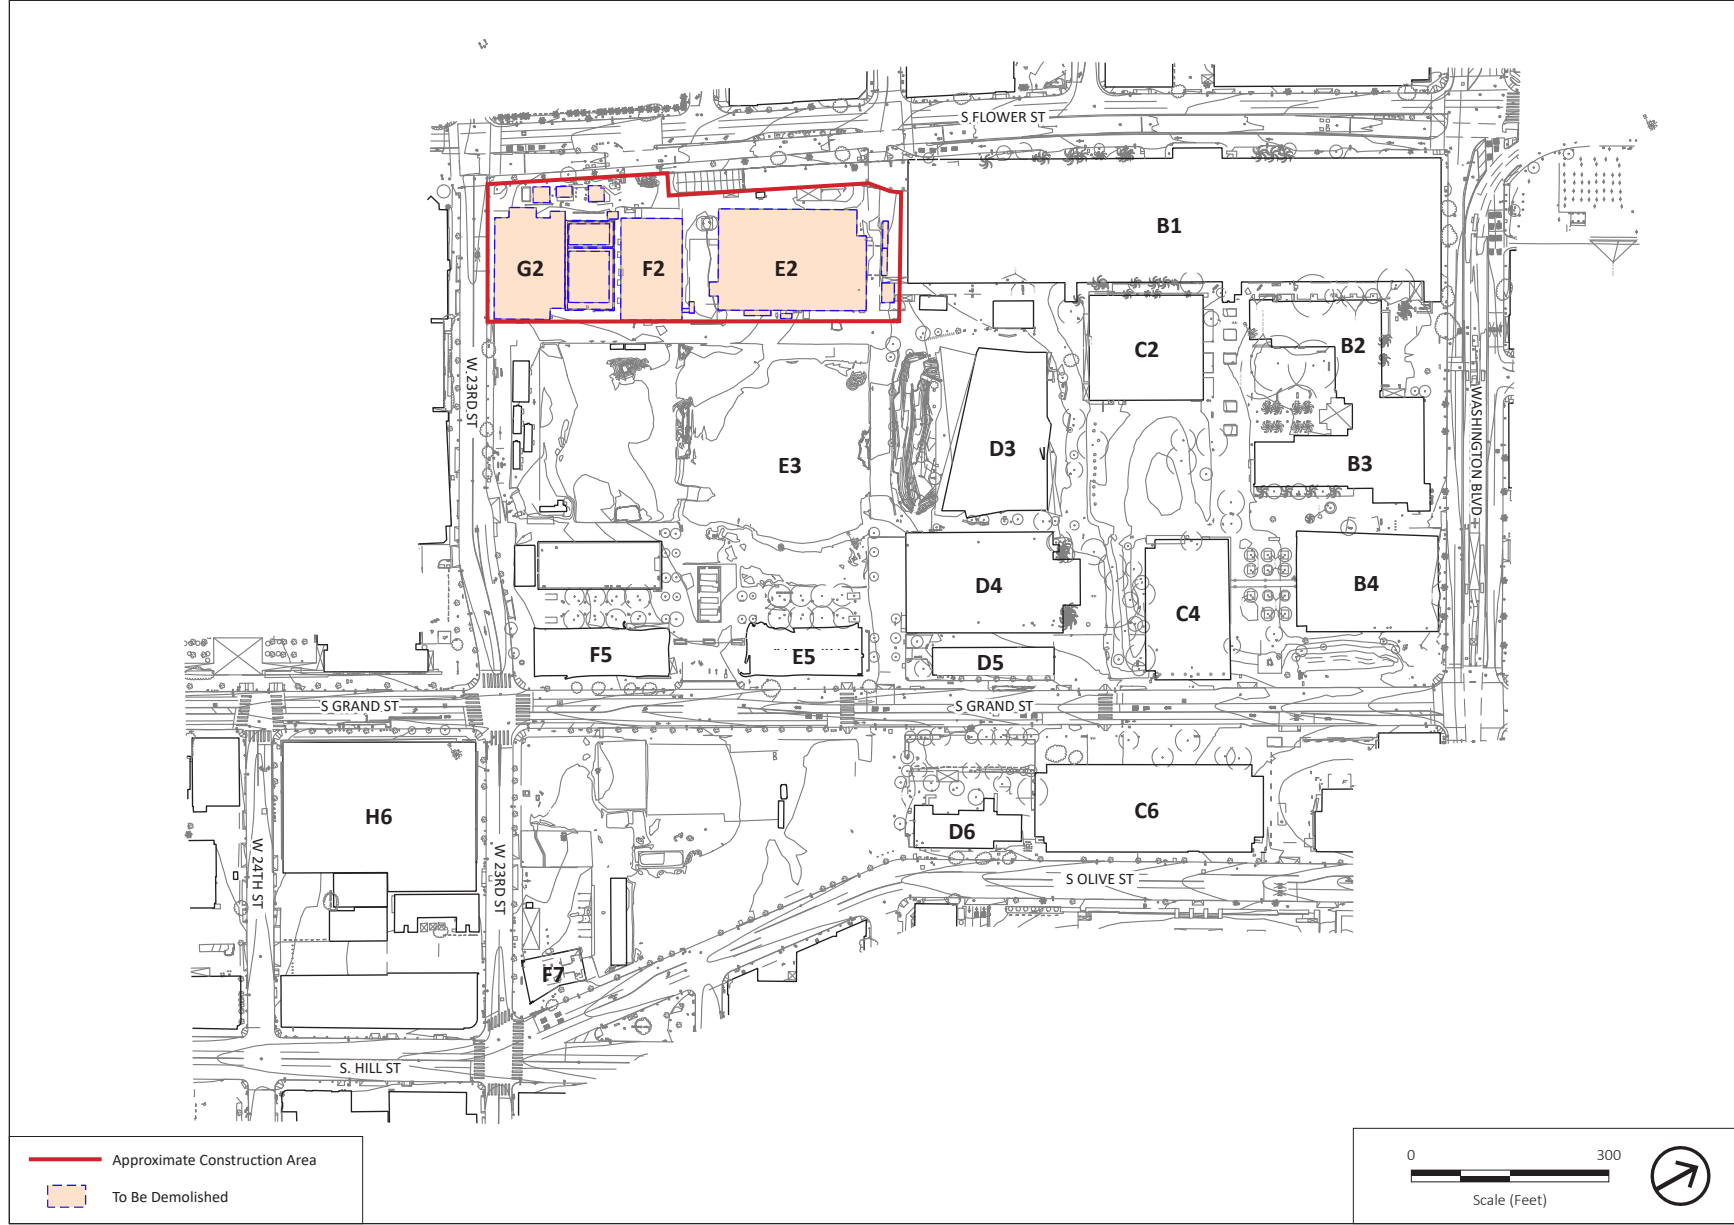 S FLOWER ST
B1
G2
F2
E2
C2
B2
W 23RD ST
WASHINGTON BLVD
E3
D3
B3
D4
B4
C4
F5
E5
D5
S GRAND ST
S GRAND ST
H6
C6
D6
W 24TH ST
W 23RD ST
S OLIVE ST
F7
S. HILL ST
Approximate Construction Area
To Be Demolished
0 300
Scale (Feet)